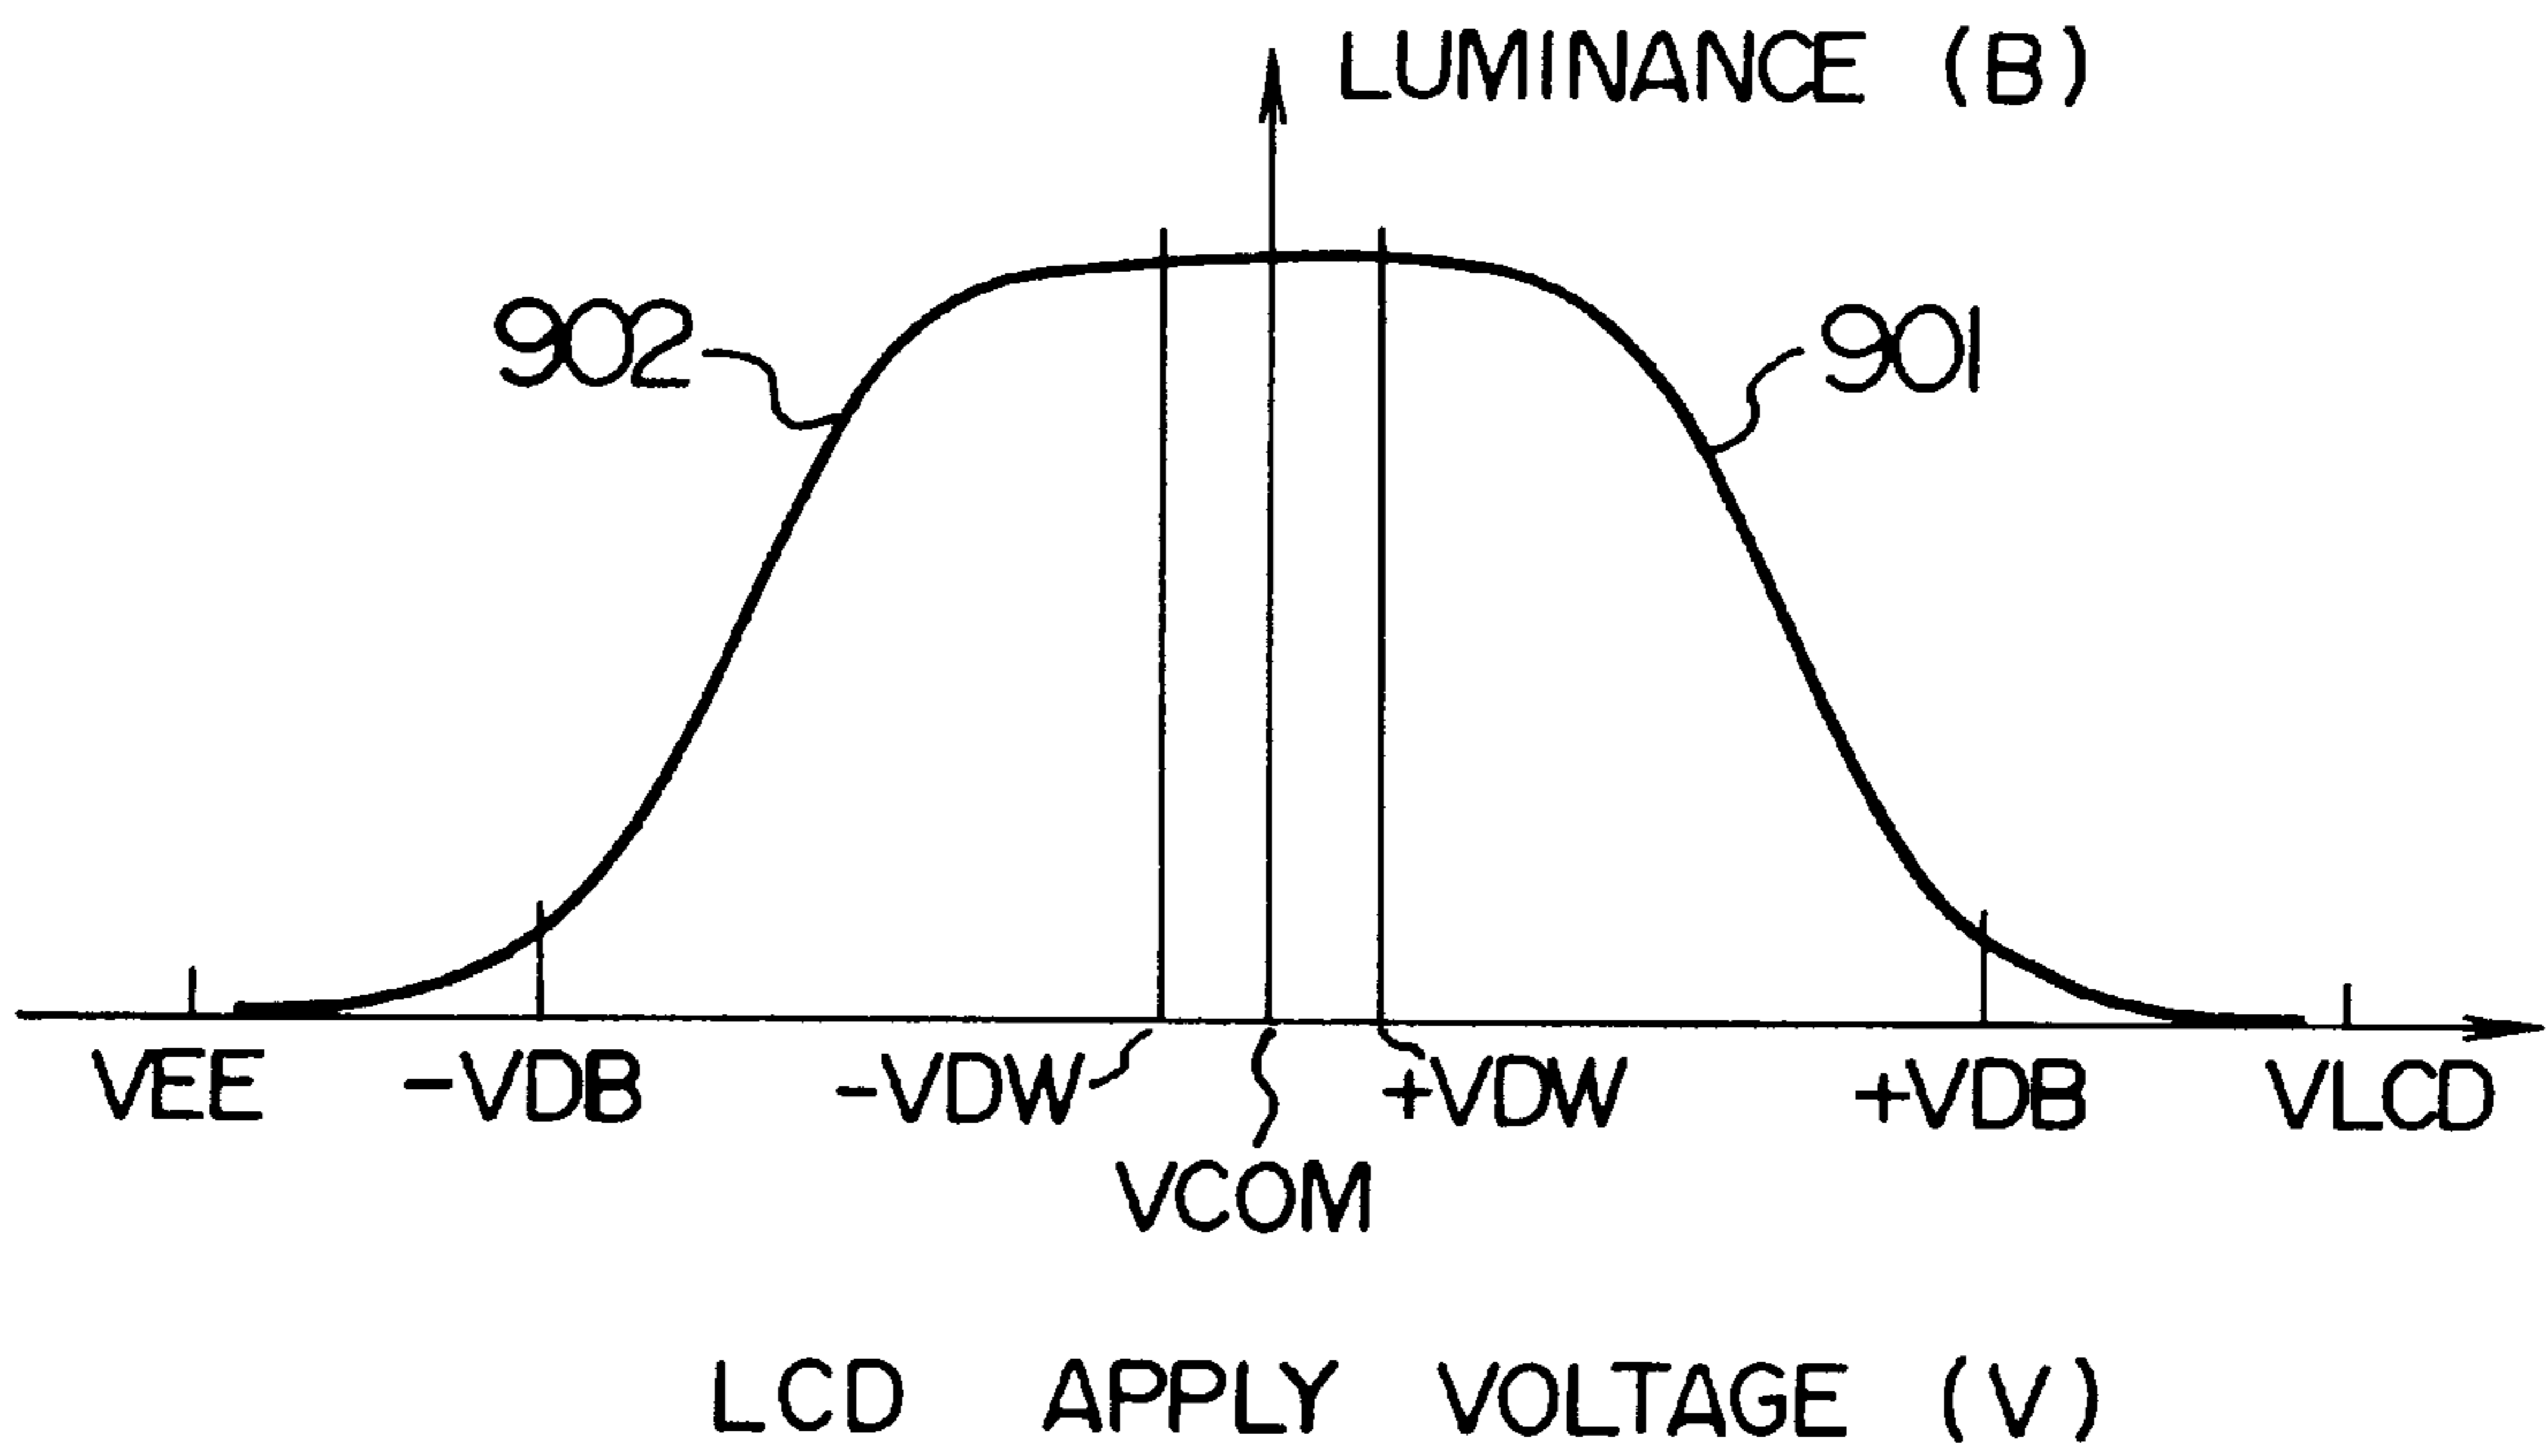 LUMINANCE (B)
902
901
VEE -VDB -VDW +VDW +VDB VLCD
VCOM
LCD APPLY VOLTAGE (V)